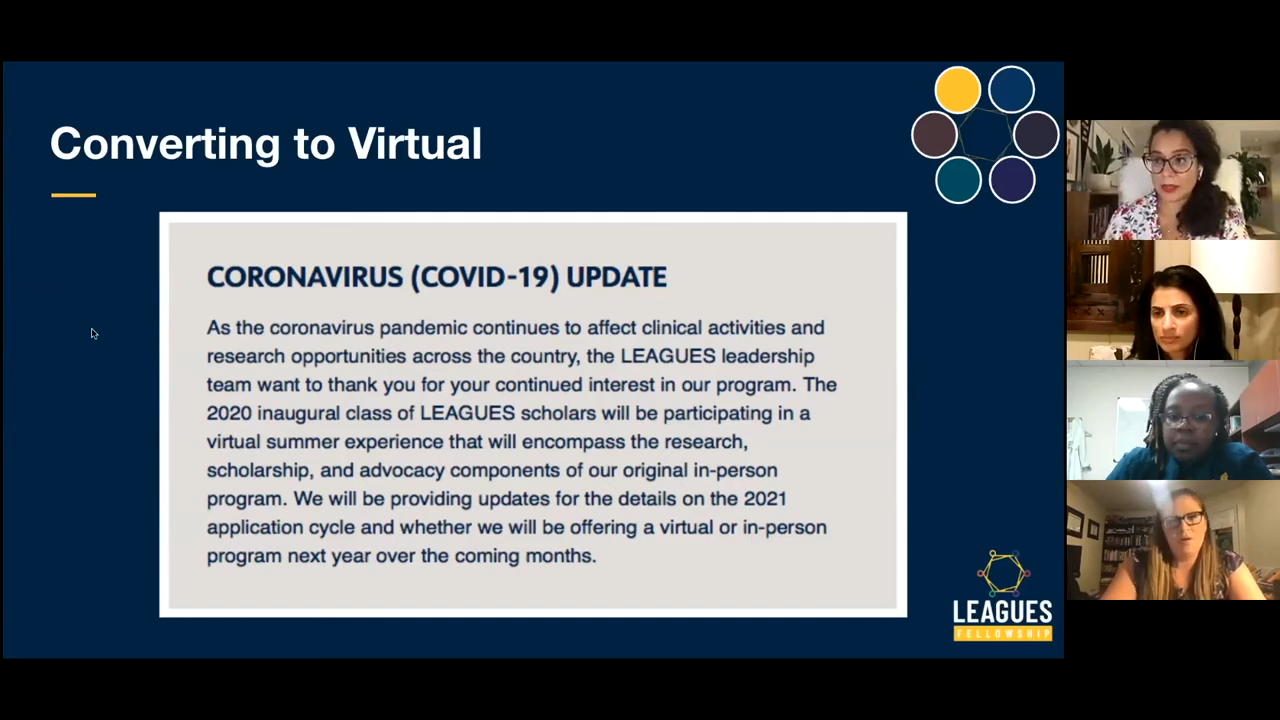 Converting to Virtual
CORONAVIRUS (COVID-19) UPDATE
As the coronavirus pandemic continues to affect clinical activities and
research opportunities across the country, the LEAGUES leadership
team want to thank you for your continued interest in our program. The
2020 inaugural class of LEAGUES scholars will be participating in a
virtual summer experience that will encompass the research,
scholarship, and advocacy components of our original in-person
program. We will be providing updates for the details on the 2021
application cycle and whether we will be offering a virtual or in-person
program next year over the coming months.
LEAGUES
FELLOWSHIP